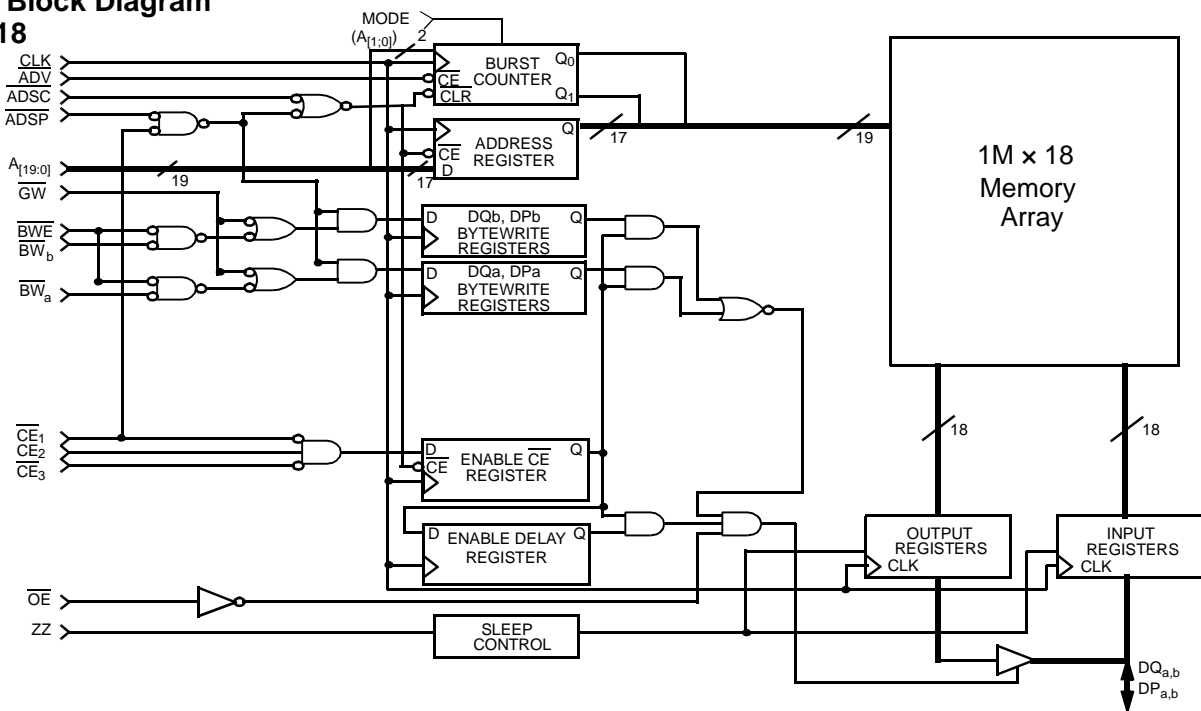 Block Diagram
18
MODE
(A[1;0])
2
CLK
ADV
ADSC
ADSP
A[19:0]
19
GW
BWE
BWb
BWa
CE1
CE2
CE3
OE
ZZ
BURST
COUNTER
Q0
CE
CLR
Q1
ADDRESS
REGISTER
Q
CE
D
17
17
19
D DQb, DPb Q
BYTEWRITE
REGISTERS
D DQa, DPa Q
BYTEWRITE
REGISTERS
D ENABLE CE Q
CE REGISTER
D ENABLE DELAY Q
REGISTER
SLEEP
CONTROL
1M × 18
Memory
Array
18
18
OUTPUT
REGISTERS
CLK
INPUT
REGISTERS
CLK
DQa,b
DPa,b